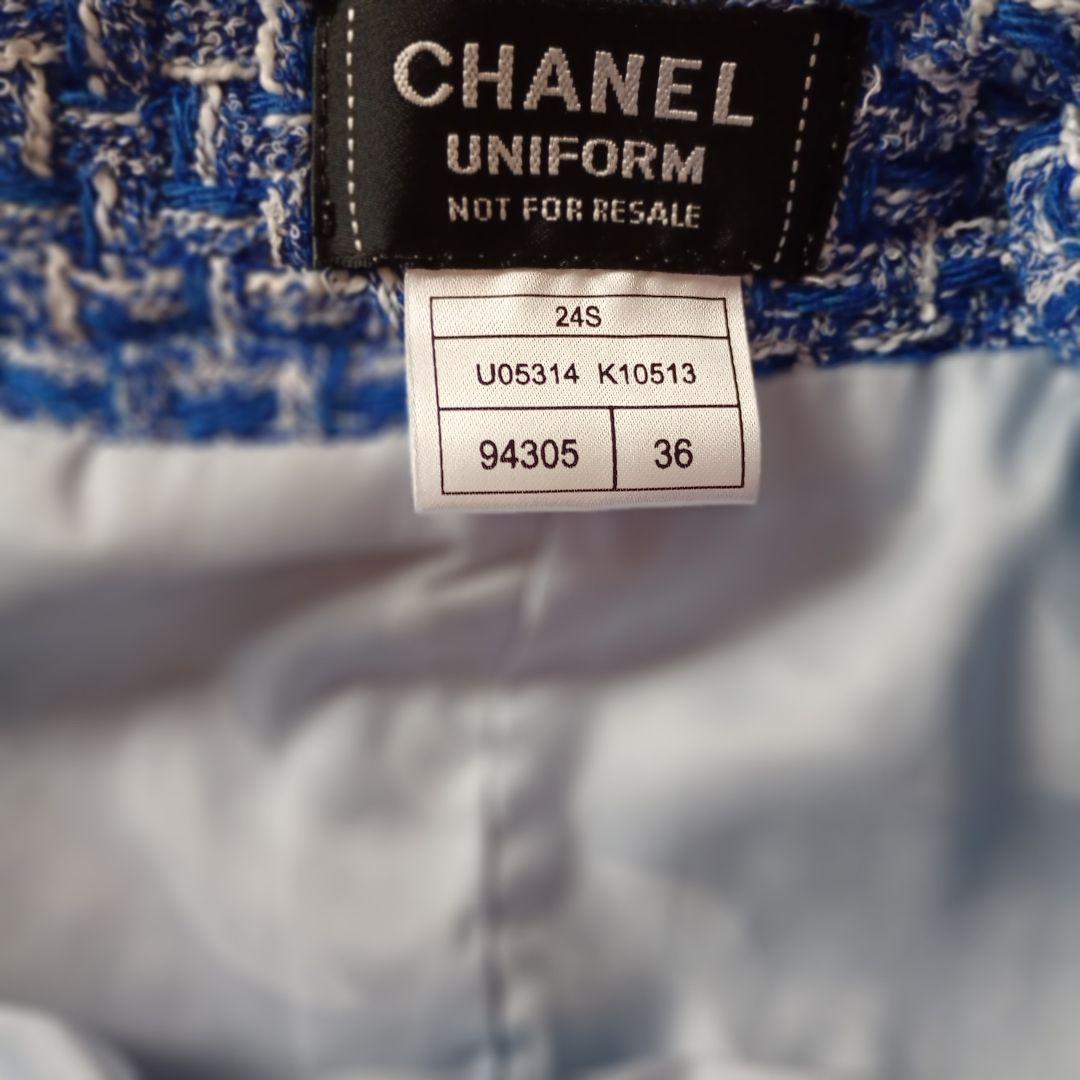 CHANEL
UNIFORM
NOT FOR RESALE
24S
U05314 K10513
94305 36